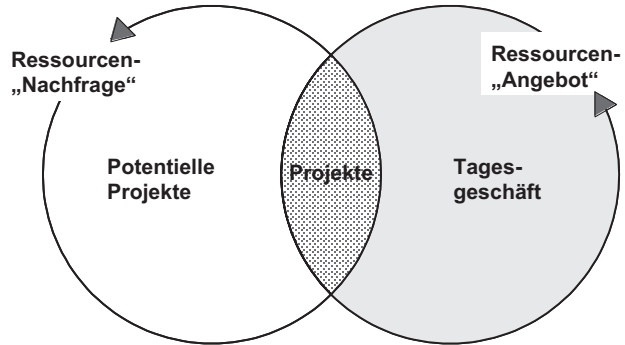 Ressourcen-
„Nachfrage“
Ressourcen-
„Angebot“
Potentielle
Projekte
Projekte
Tages-
geschäft